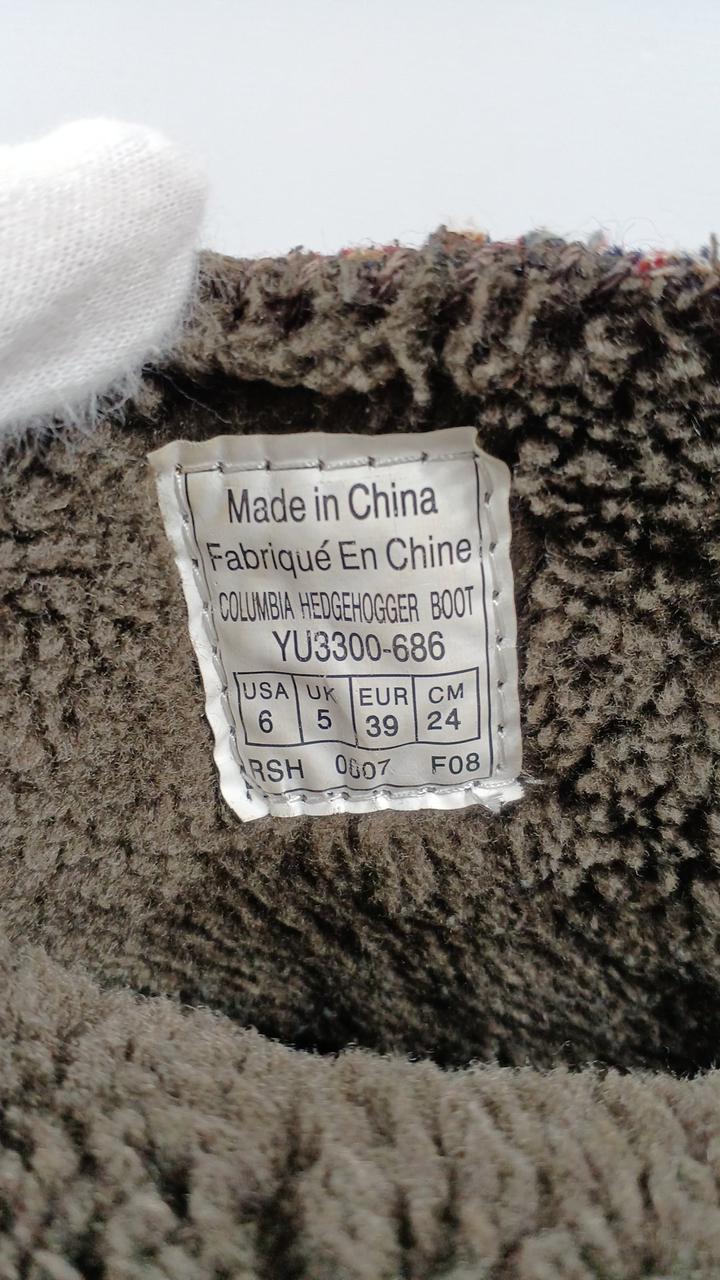 Made in China
Fabriqué En Chine
COLUMBIA HEDGEHOGGER BOOT
YU3300-686
USA UK EUR CM
6 5 39 24
RSH 0607 F08